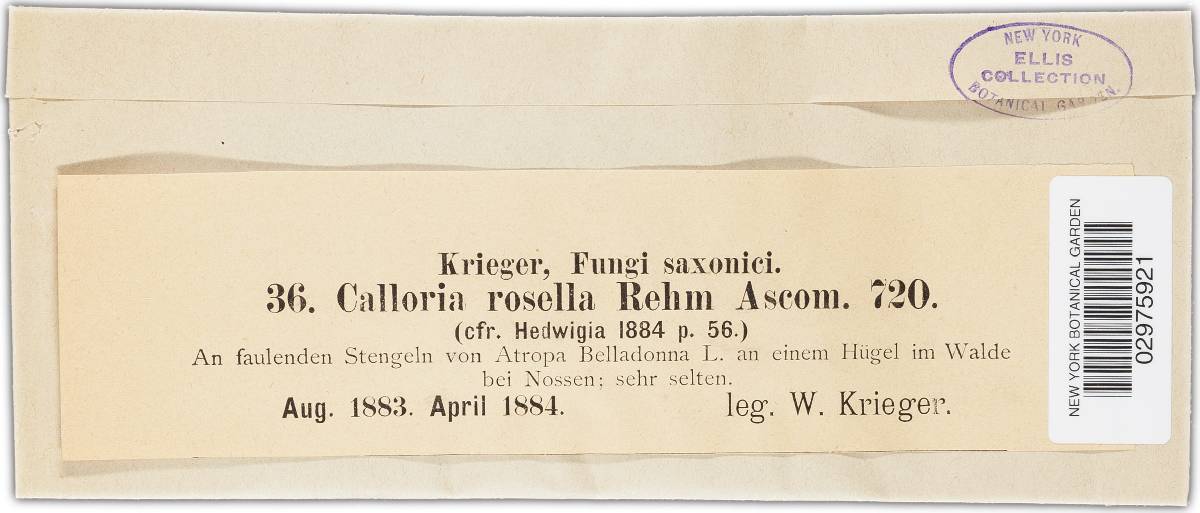 NEW YORK
ELLIS
COLLECTION
BOTANICAL GARDEN.
Krieger, Fungi saxonici.
36. Calloria rosella Rehm Ascom. 720.
(cfr. Hedwigia 1884 p. 56.)
An faulenden Stengeln von Atropa Belladonna L. an einem Hügel im Walde
bei Nossen; sehr selten.
Aug. 1883. April 1884. leg. W. Krieger.
NEW YORK BOTANICAL GARDEN
02975921